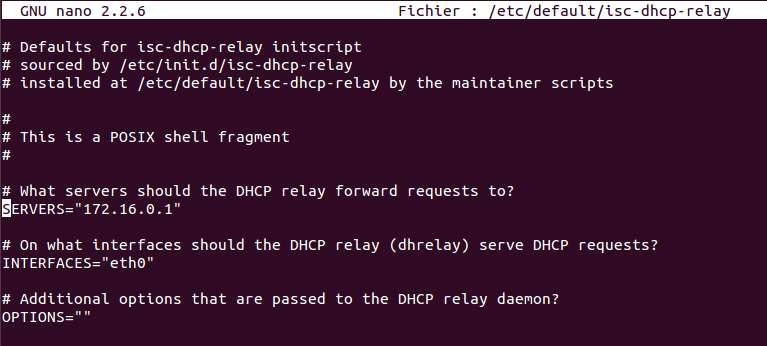 GNU nano 2.2.6 Fichier : /etc/default/isc-dhcp-relay
# Defaults for isc-dhcp-relay initscript
# sourced by /etc/init.d/isc-dhcp-relay
# installed at /etc/default/isc-dhcp-relay by the maintainer scripts
#
# This is a POSIX shell fragment
#
# What servers should the DHCP relay forward requests to?
SERVERS="172.16.0.1"
# On what interfaces should the DHCP relay (dhrelay) serve DHCP requests?
INTERFACES="eth0"
# Additional options that are passed to the DHCP relay daemon?
OPTIONS=""